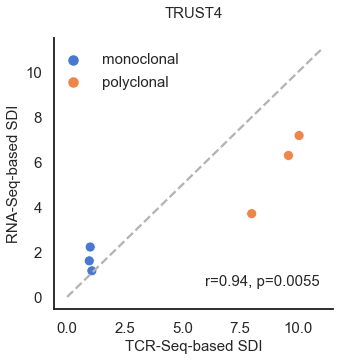 TRUST4
monoclonal
polyclonal
10
8
6
4
2
0
RNA-Seq-based SDI
r=0.94, p=0.0055
0.0 2.5 5.0 7.5 10.0
TCR-Seq-based SDI